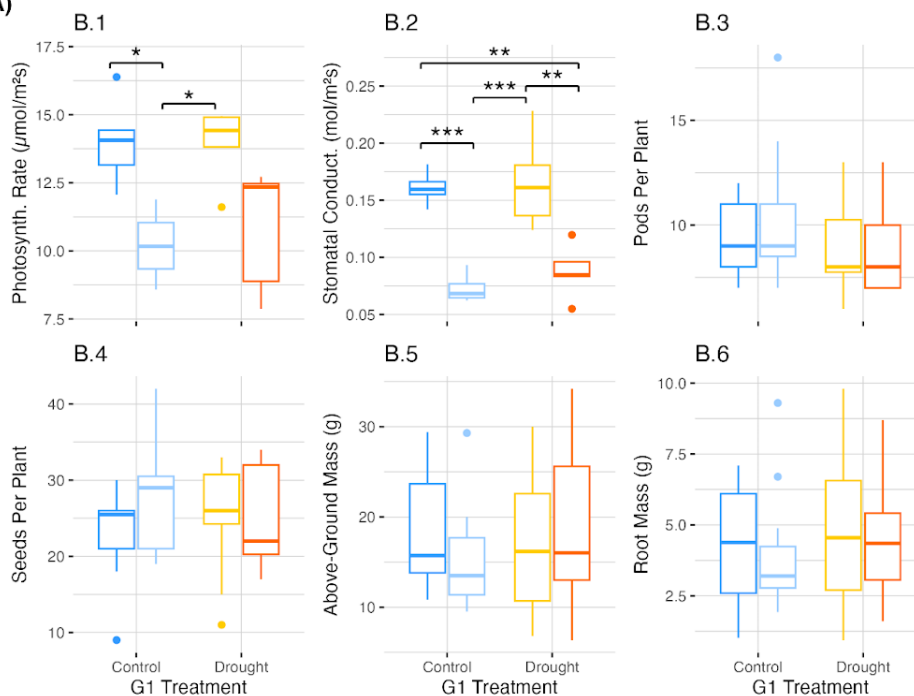 A)
B.1
B.2
B.3
Photosynth. Rate (µmol/m²s)
17.5
15.0
12.5
10.0
7.5
*
*
Stomatal Conduct. (mol/m²s)
0.25
0.20
0.15
0.10
0.05
**
***
**
***
Pods Per Plant
15
10
B.4
B.5
B.6
Seeds Per Plant
40
30
20
10
Control
Drought
G1 Treatment
Above-Ground Mass (g)
30
20
10
Control
Drought
G1 Treatment
Root Mass (g)
10.0
7.5
5.0
2.5
Control
Drought
G1 Treatment